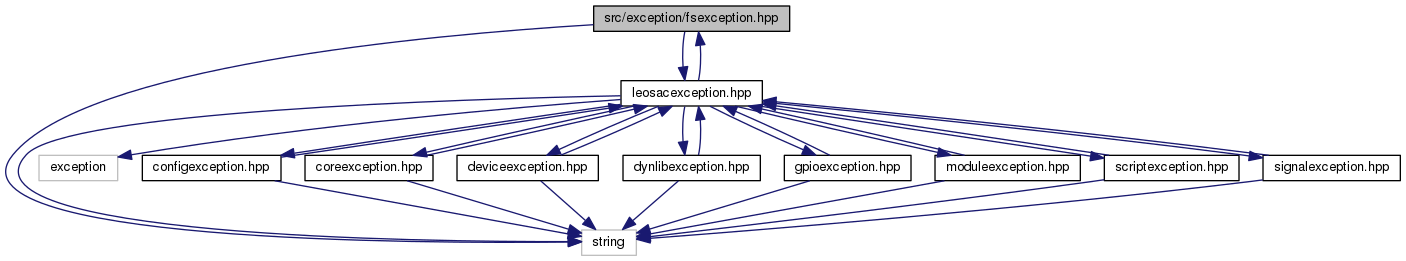 src/exception/fsexception.hpp
leosacexception.hpp
exception
configexception.hpp
coreexception.hpp
deviceexception.hpp
dynlibexception.hpp
gpioexception.hpp
moduleexception.hpp
scriptexception.hpp
signalexception.hpp
string